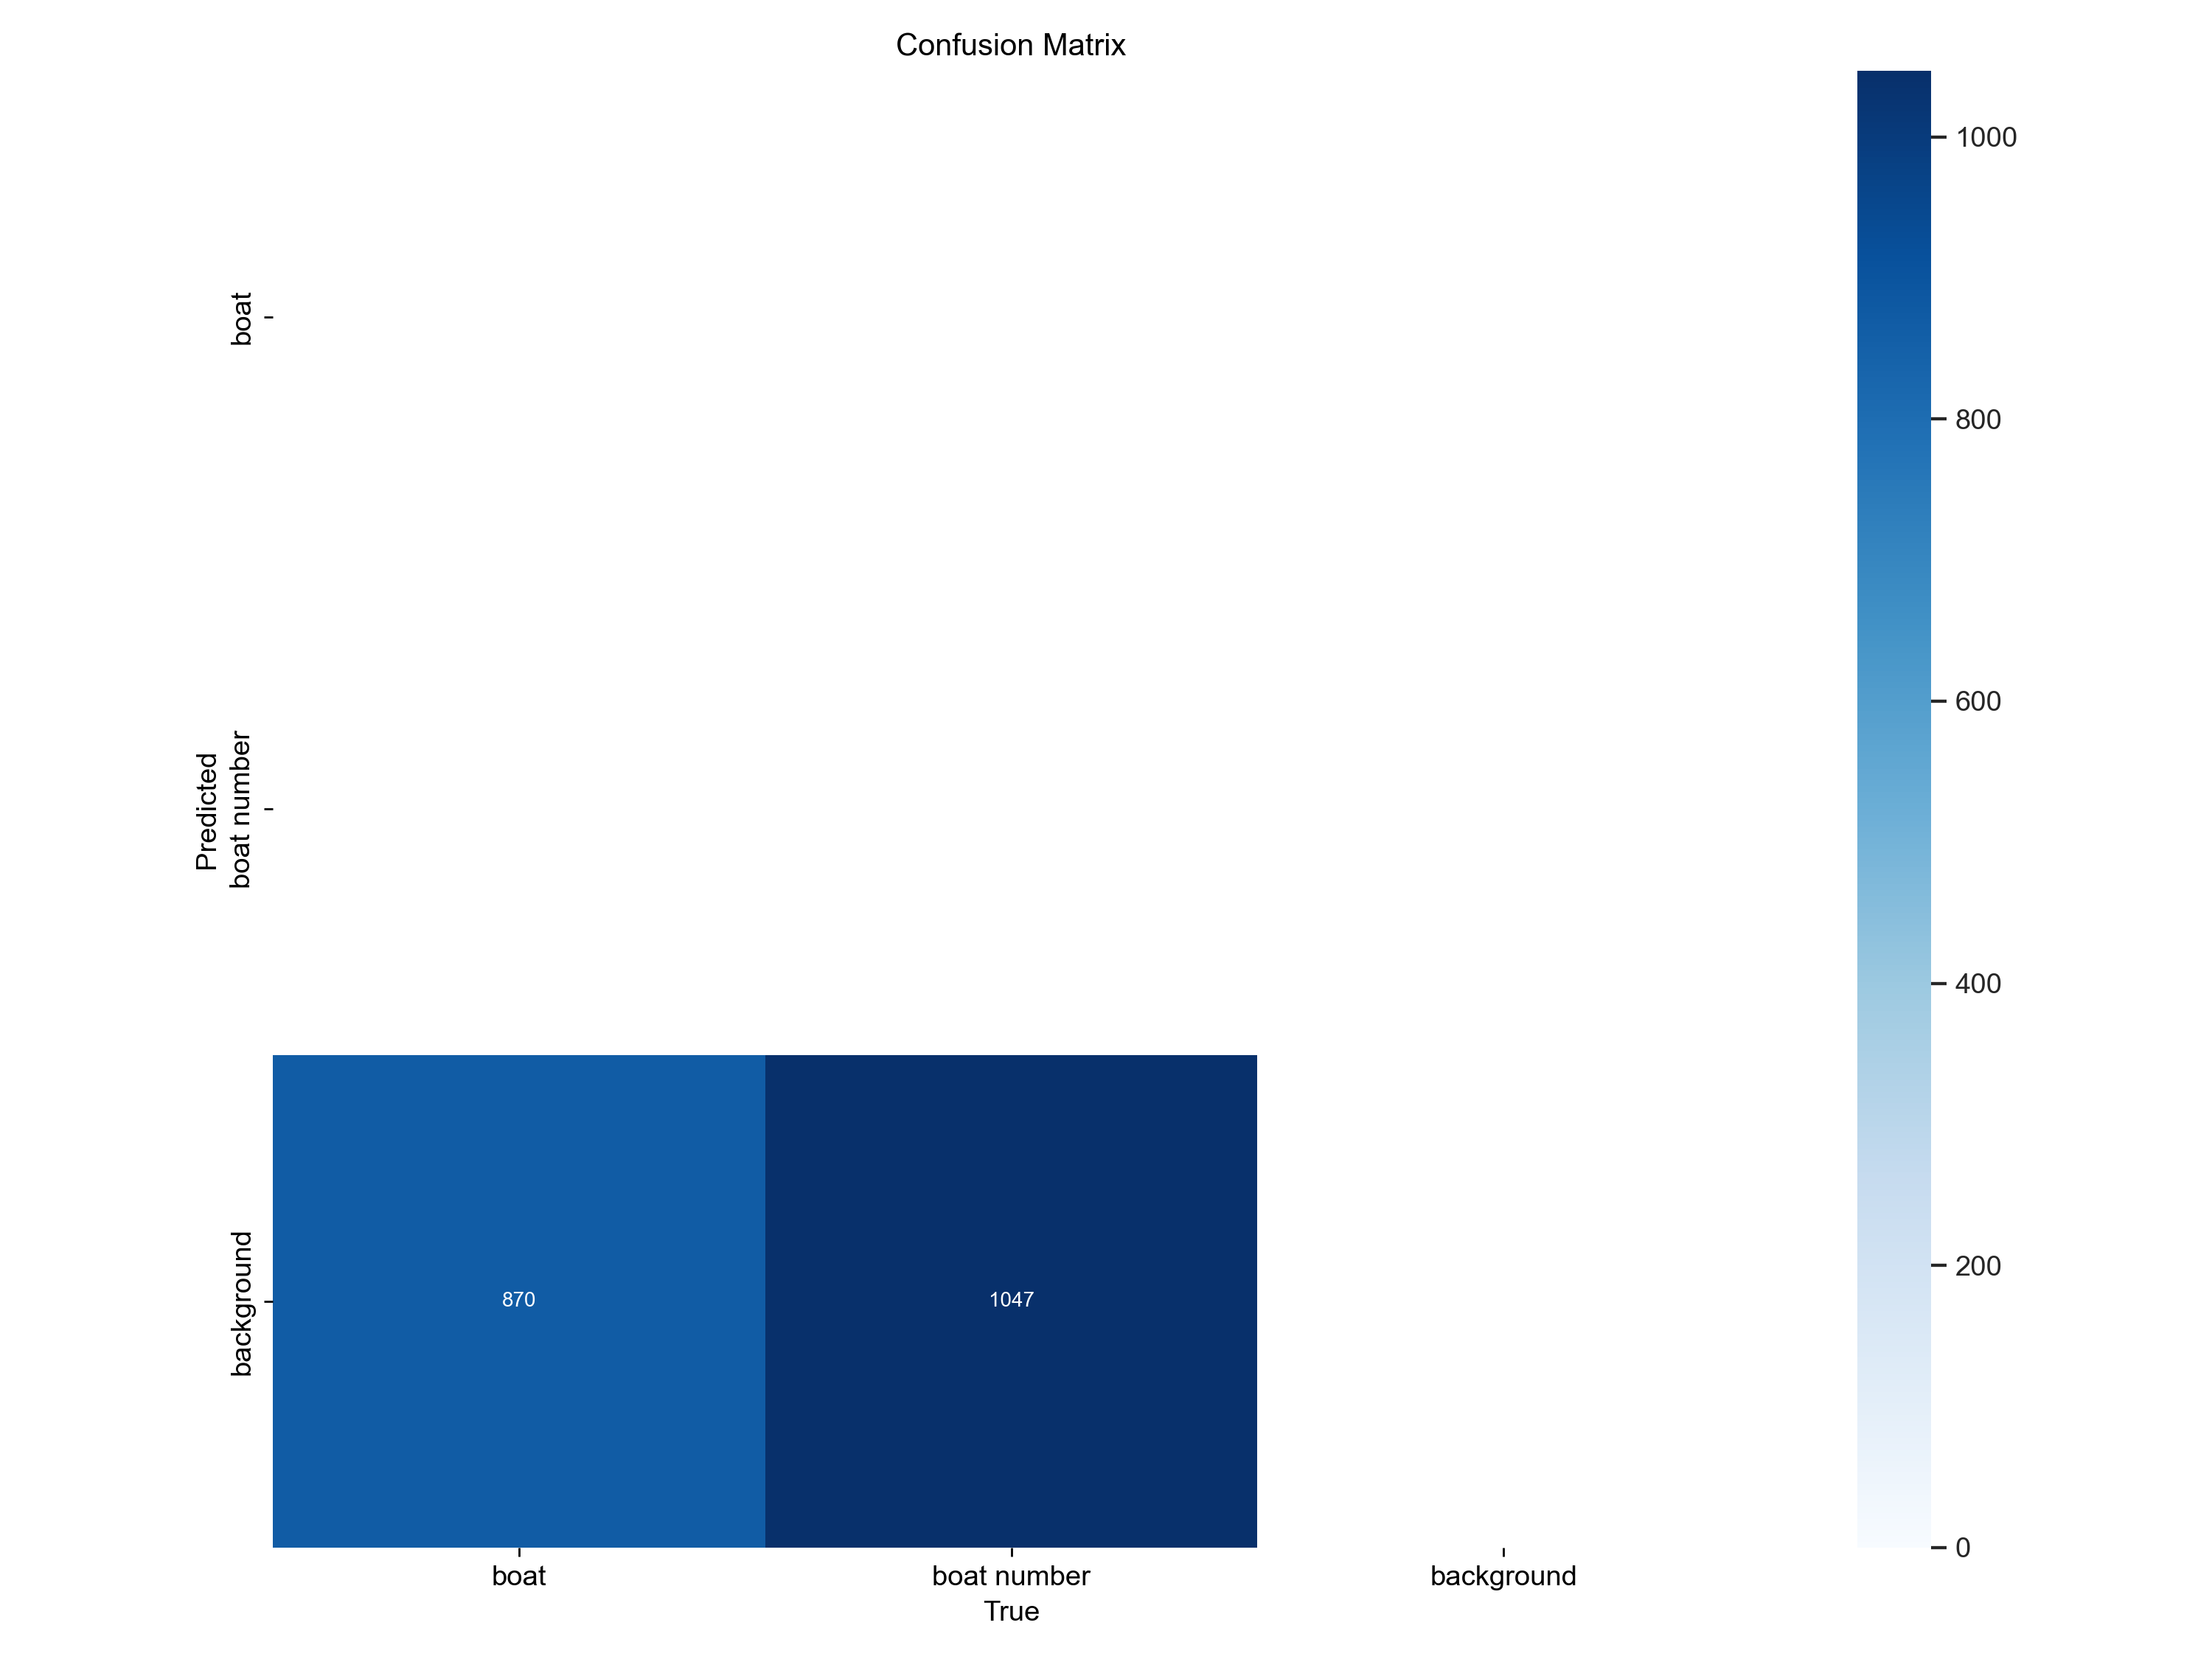 Confusion Matrix
Predicted
boat
boat number
background
870
1047
boat
boat number
background
True
1000
800
600
400
200
0